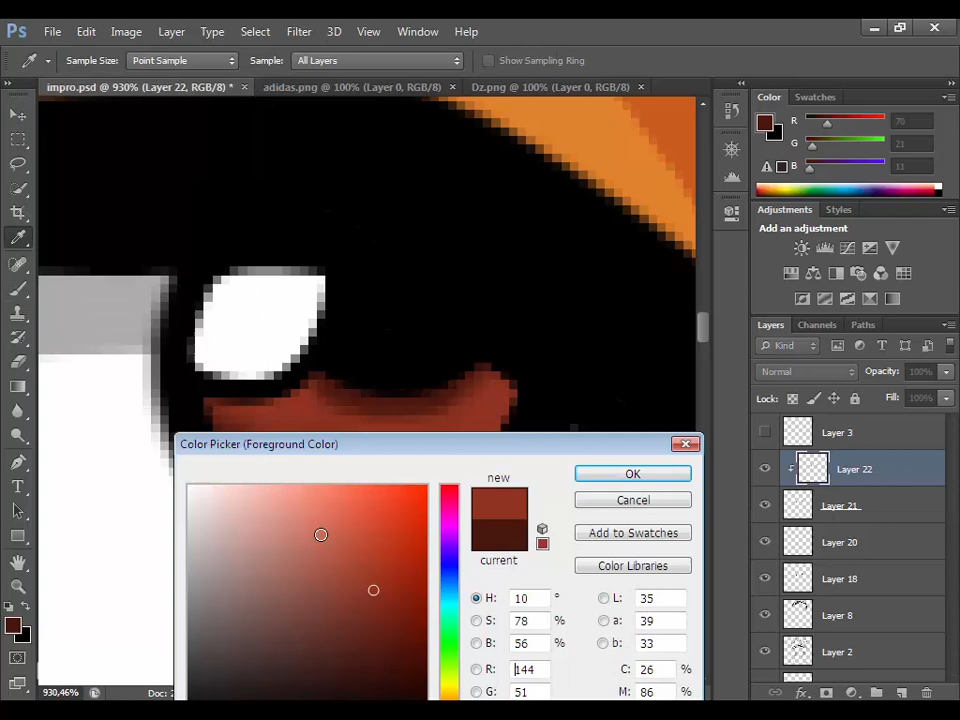 Ps File Edit Image Layer Type Select Filter 3D View Window Help
Sample Size: Point Sample Sample: All Layers Show Sampling Ring
impro.psd @ 930% (Layer 22, RGB/8) * × adidas.png @ 100% (Layer 0, RGB/8) × Dz.png @ 100% (Layer 0, RGB/8) ×
Color Swatches
R 70
G 21
B 11
Adjustments Styles
Add an adjustment
Layers Channels Paths
Kind
Normal Opacity: 100%
Lock: Fill: 100%
Layer 3
Layer 22
Layer 21
Layer 20
Layer 18
Layer 8
Layer 2
Color Picker (Foreground Color)
new
current
OK
Cancel
Add to Swatches
Color Libraries
H: 10 ° L: 35
S: 78 % a: 39
B: 56 % b: 33
R: 144 C: 26 %
G: 51 M: 86 %
930,46% Doc: 2